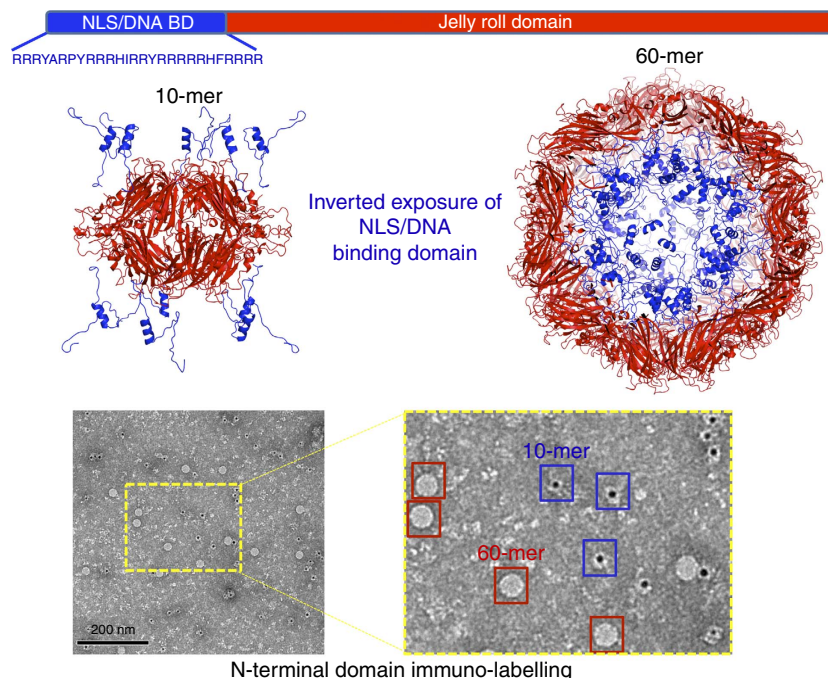 NLS/DNA BD
Jelly roll domain
RRRYARPYRRRHIRRYRRRRRHFRRRR
10-mer
60-mer
Inverted exposure of
NLS/DNA
binding domain
10-mer
60-mer
200 nm
N-terminal domain immuno-labelling